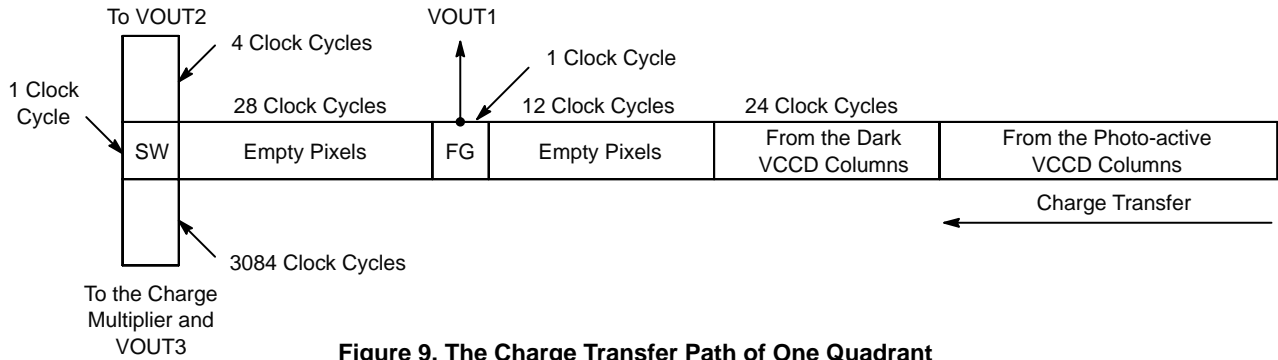 To VOUT2
VOUT1
4 Clock Cycles
1 Clock Cycle
1 Clock
Cycle
28 Clock Cycles
12 Clock Cycles
24 Clock Cycles
SW
Empty Pixels
FG
Empty Pixels
From the Dark
VCCD Columns
From the Photo-active
VCCD Columns
Charge Transfer
3084 Clock Cycles
To the Charge
Multiplier and
VOUT3
Figure 9. The Charge Transfer Path of One Quadrant